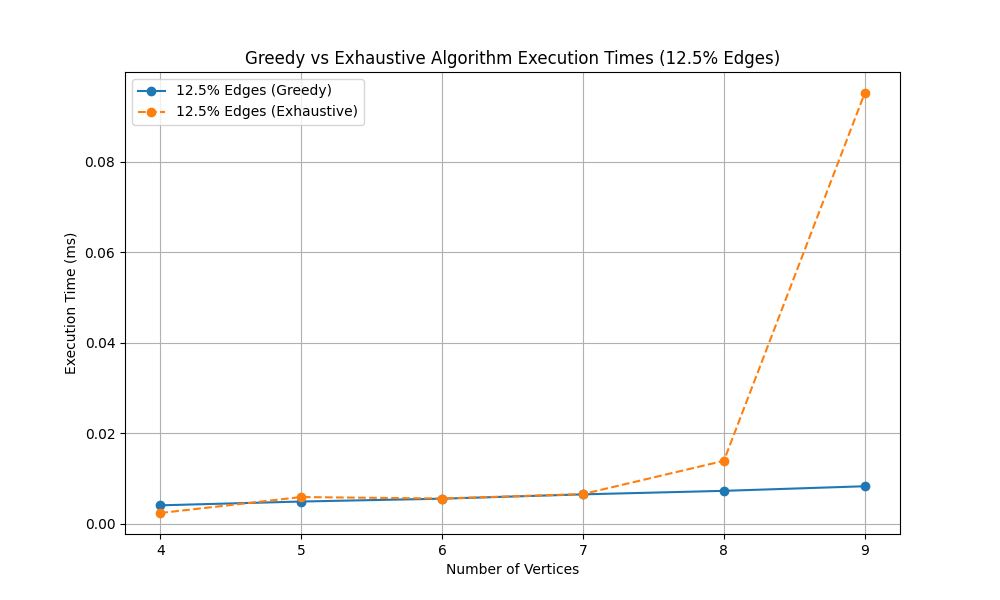 Greedy vs Exhaustive Algorithm Execution Times (12.5% Edges)
12.5% Edges (Greedy)
12.5% Edges (Exhaustive)
Execution Time (ms)
0.08
0.06
0.04
0.02
0.00
4 5 6 7 8 9
Number of Vertices